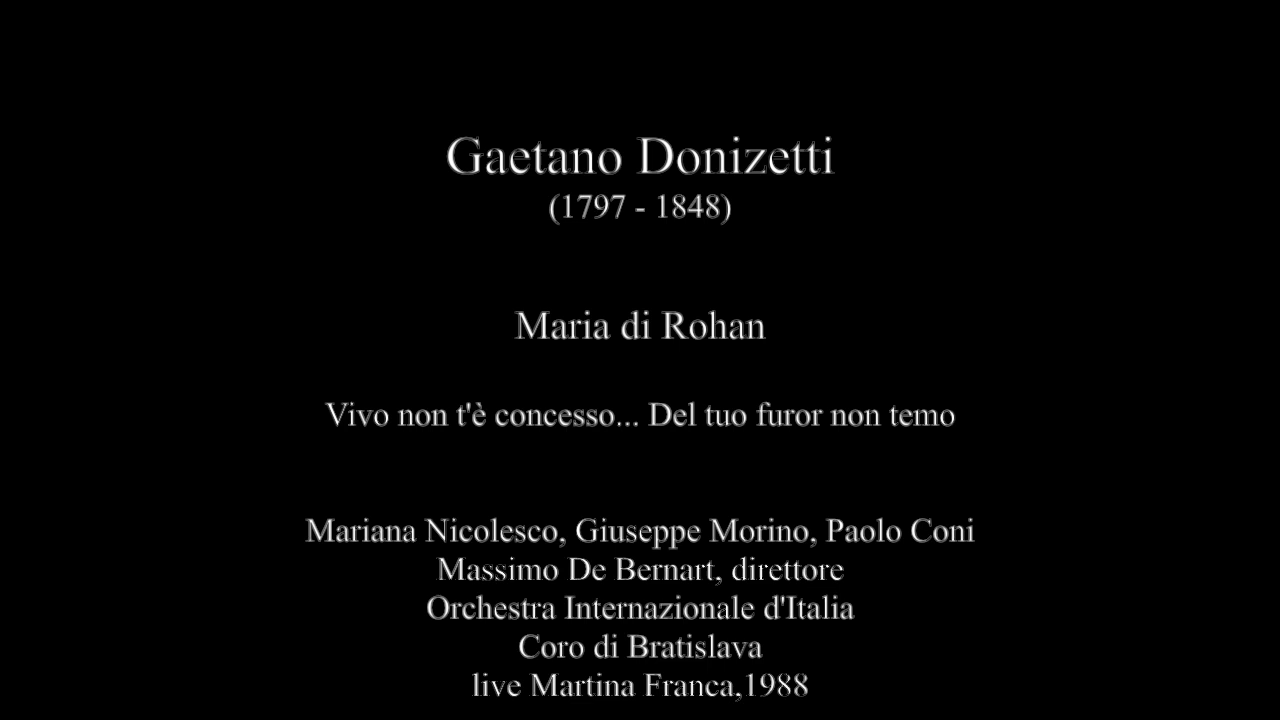 Gaetano Donizetti
(1797 - 1848)
Maria di Rohan
Vivo non t'è concesso... Del tuo furor non temo
Mariana Nicolesco, Giuseppe Morino, Paolo Coni
Massimo De Bernart, direttore
Orchestra Internazionale d'Italia
Coro di Bratislava
live Martina Franca,1988